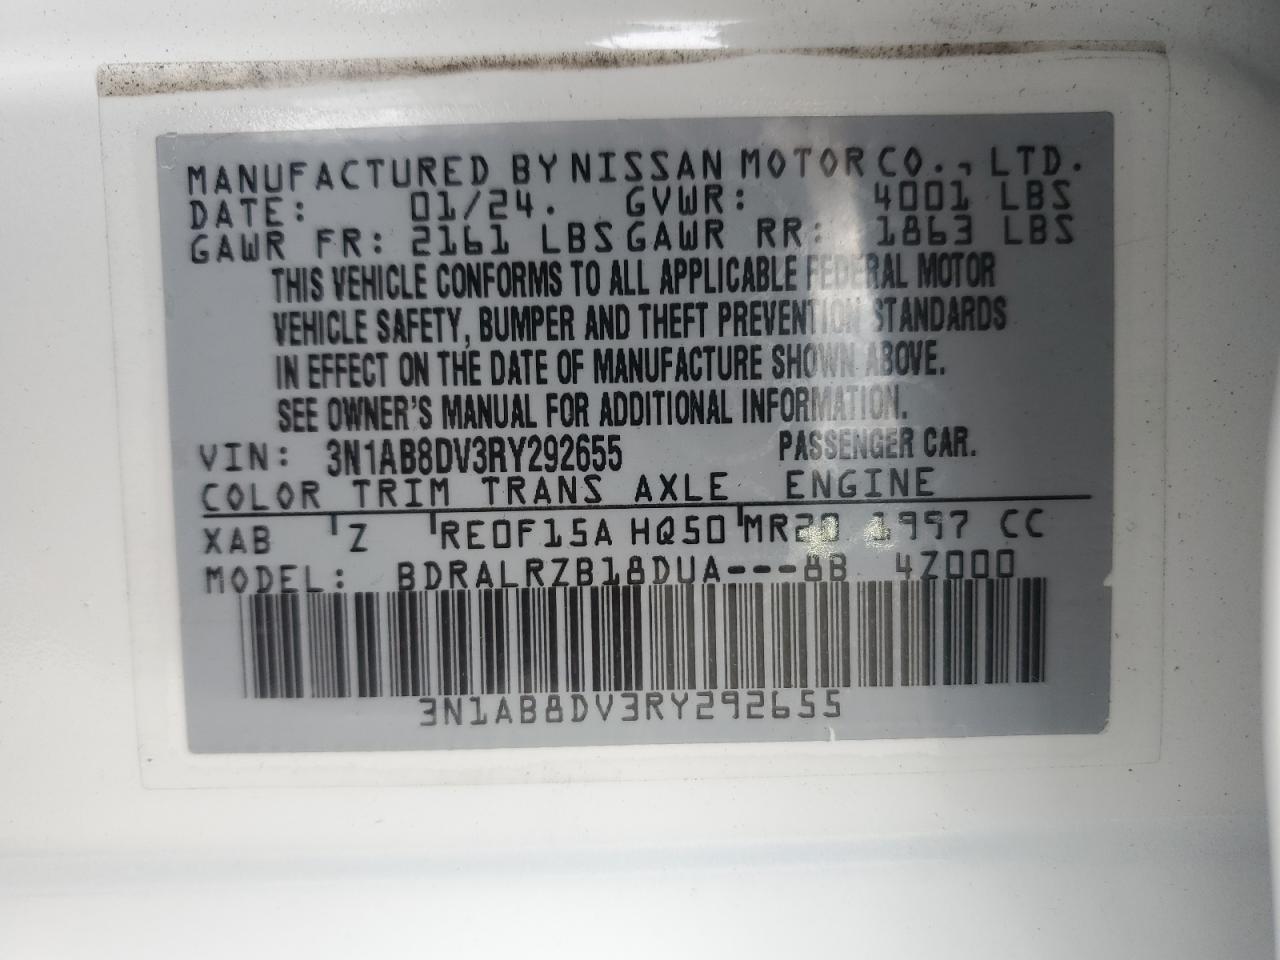 MANUFACTURED BY NISSAN MOTOR CO., LTD.
DATE: 01/24. GVWR: 4001 LBS
GAWR FR: 2161 LBS GAWR RR: 1863 LBS
THIS VEHICLE CONFORMS TO ALL APPLICABLE FEDERAL MOTOR
VEHICLE SAFETY, BUMPER AND THEFT PREVENTION STANDARDS
IN EFFECT ON THE DATE OF MANUFACTURE SHOWN ABOVE.
SEE OWNER'S MANUAL FOR ADDITIONAL INFORMATION.
VIN: 3N1AB8DV3RY292655 PASSENGER CAR.
COLOR TRIM TRANS AXLE ENGINE
XAB Z RE0F15A HQ50 MR20 1997 CC
MODEL: BDRALRZB18DUA---8B 4Z000
3N1AB8DV3RY292655